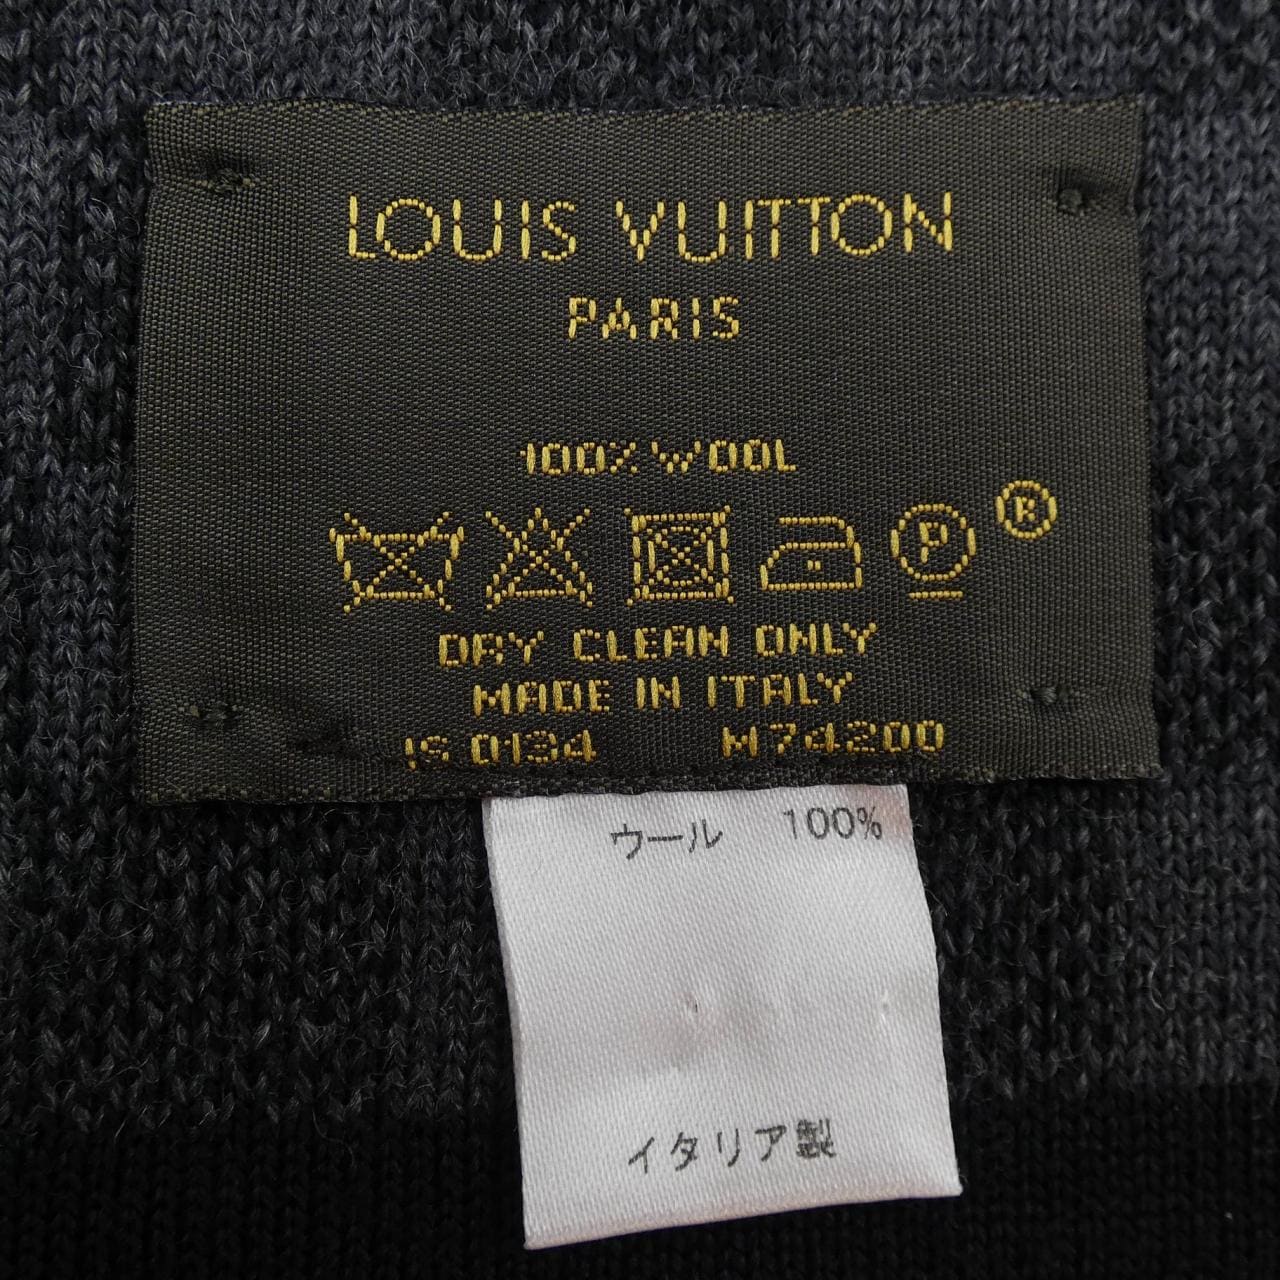 LOUIS VUITTON
PARIS
100% WOOL
P ®
DRY CLEAN ONLY
MADE IN ITALY
IS 0134 M74200
ウール 100%
イタリア製